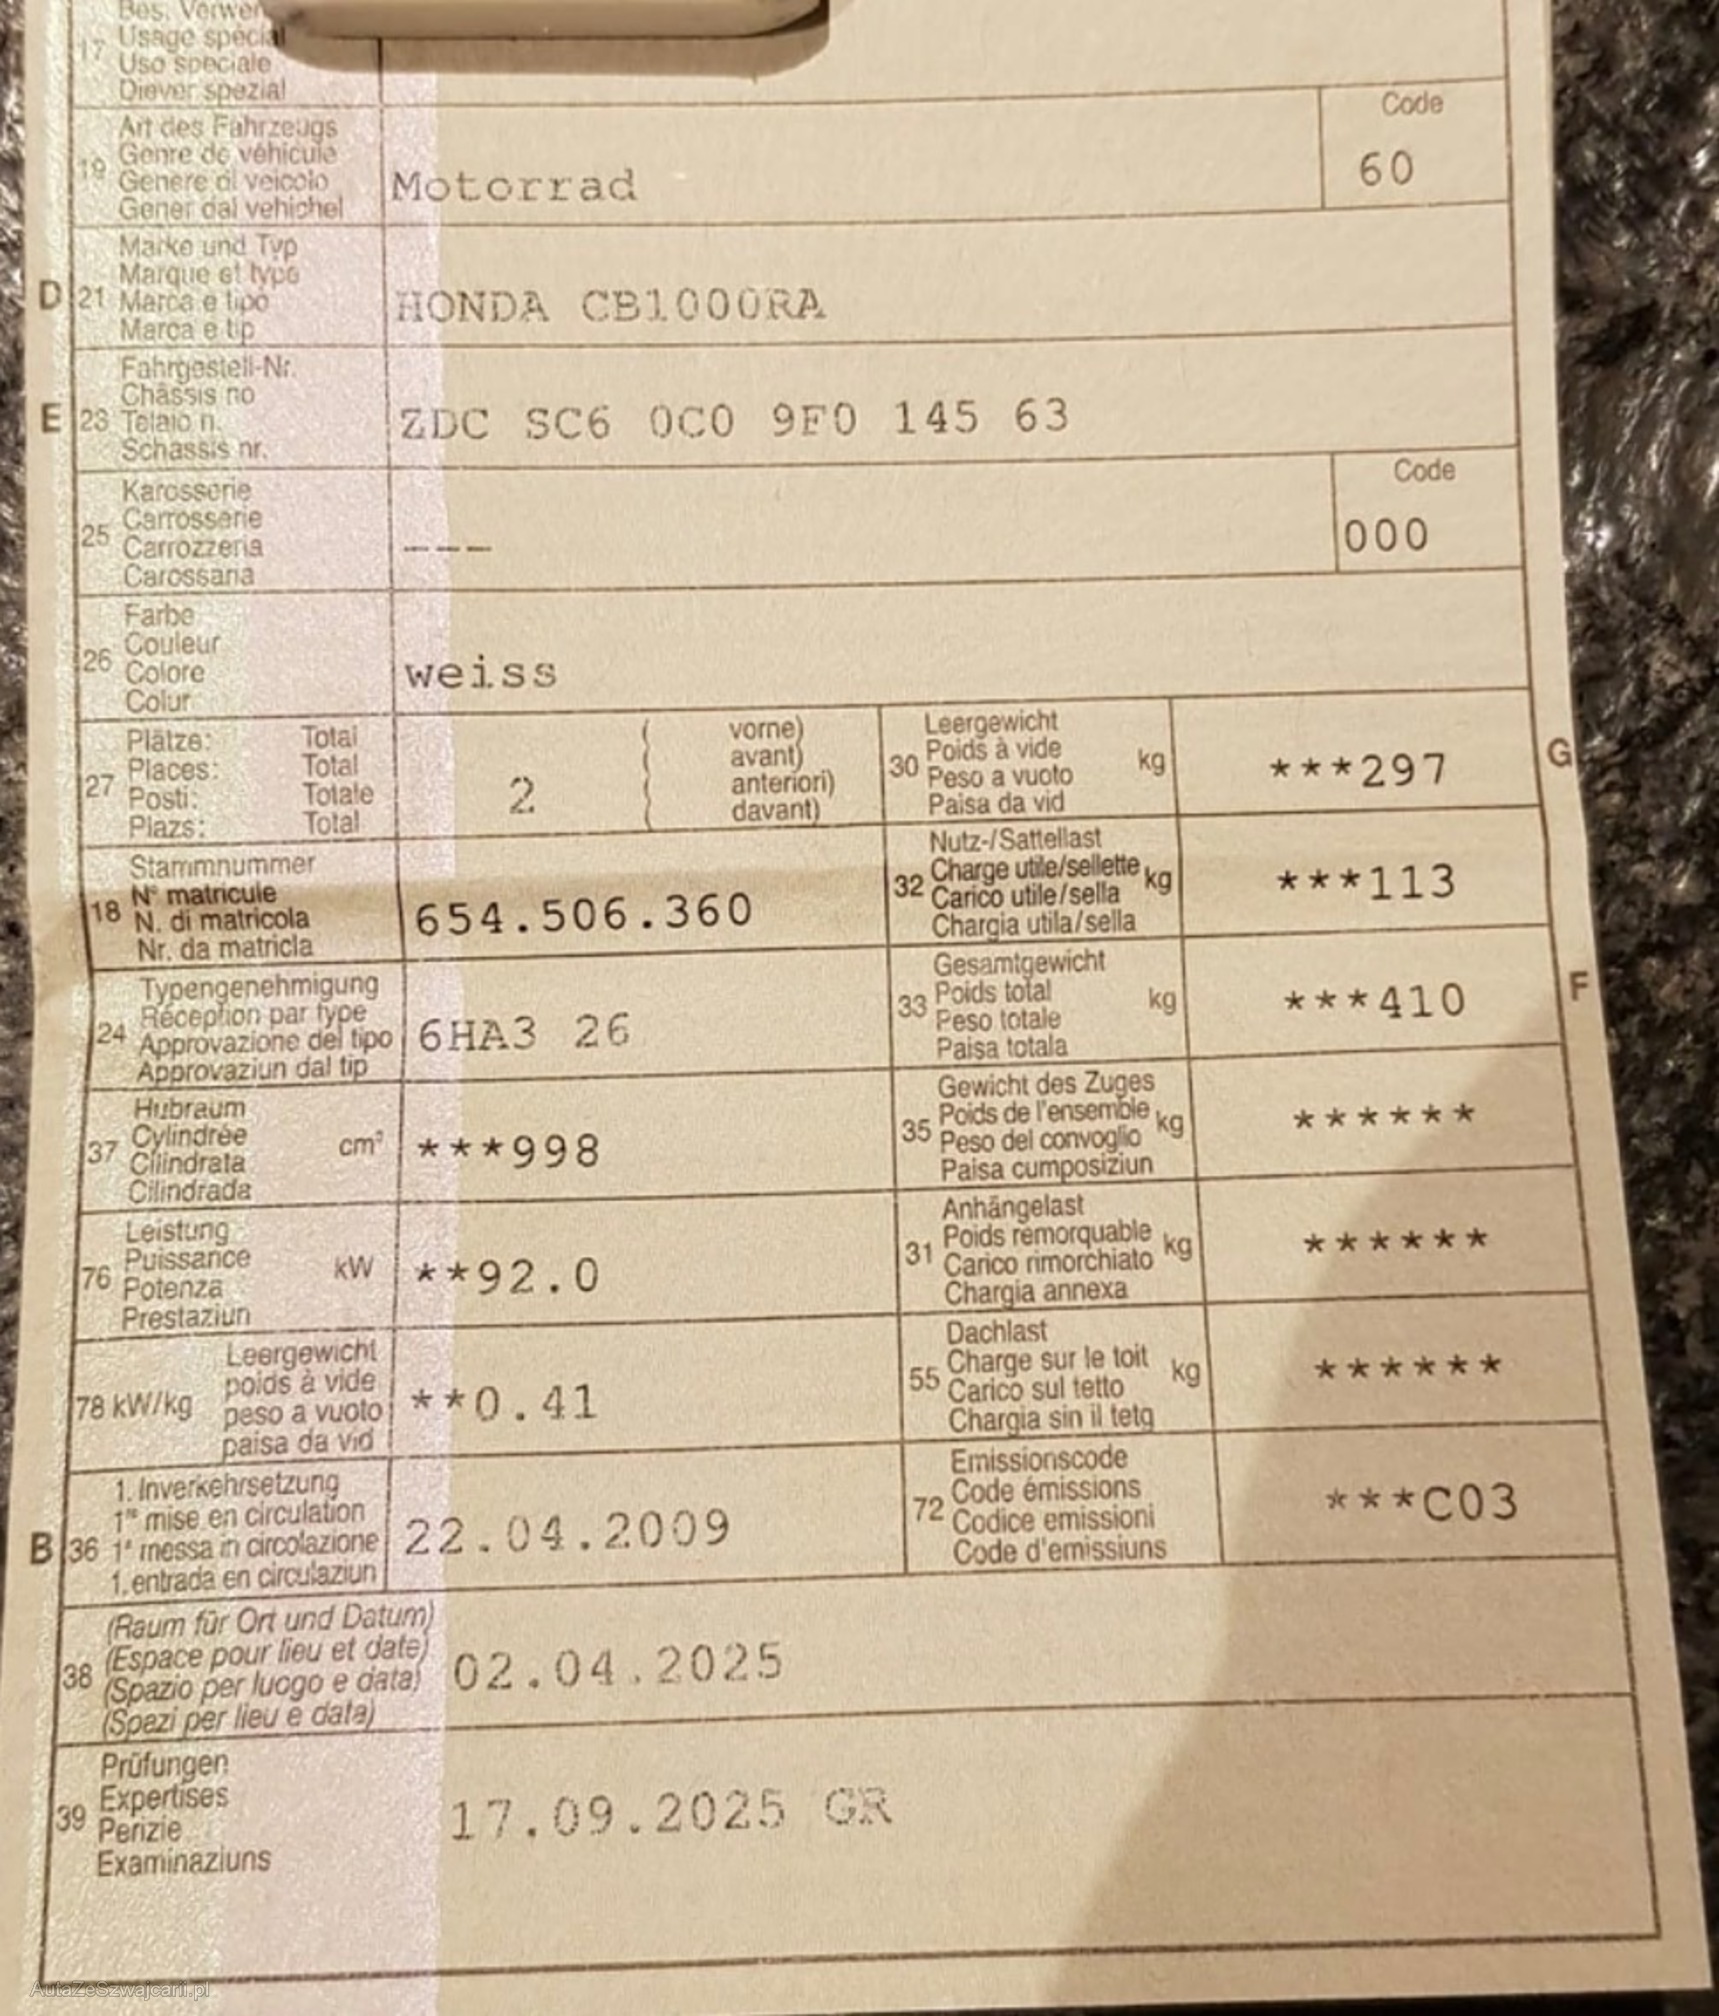 Bes. Verwen
17 Usage spécial
Uso speciale
Diever spezial
Art des Fahrzeugs
19 Genre de véhicule
Genere di veicolo
Gener dal vehichel
Motorrad
Code
60
Marke und Typ
Marque et type
D 21 Marca e tipo
Marca e tip
HONDA CB1000RA
Fahrgestell-Nr.
Châssis no
E 23 Telaio n.
Schassis nr.
ZDC SC6 0C0 9F0 145 63
Karosserie
Carrosserie
25 Carrozzeria
Carossaria
---
Code
000
Farbe
Couleur
26 Colore
Colur
weiss
Plätze: Total
Places: Total
27 Posti: Totale
Plazs: Total
2
( vorne)
( avant)
( anteriori)
( davant)
Leergewicht
30 Poids à vide kg
Peso a vuoto
Paisa da vid
***297
G
Stammnummer
N° matricule
18 N. di matricola
Nr. da matricla
654.506.360
Nutz-/Sattellast
32 Charge utile/sellette kg
Carico utile/sella
Chargia utila/sella
***113
Typengenehmigung
24 Réception par type
Approvazione del tipo
Approvaziun dal tip
6HA3 26
Gesamtgewicht
33 Poids total kg
Peso totale
Paisa totala
***410
F
Hubraum
37 Cylindrée cm³
Cilindrata
Cilindrada
***998
Gewicht des Zuges
35 Poids de l'ensemble kg
Peso del convoglio
Paisa cumposiziun
******
Leistung
76 Puissance kW
Potenza
Prestaziun
**92.0
Anhängelast
31 Poids remorquable kg
Carico rimorchiato
Chargia annexa
******
Leergewicht
78 kW/kg poids à vide
peso a vuoto
paisa da vid
**0.41
Dachlast
55 Charge sur le toit kg
Carico sul tetto
Chargia sin il tetg
******
1. Inverkehrsetzung
1re mise en circulation
B 36 1a messa in circolazione
1. entrada en circulaziun
22.04.2009
Emissionscode
72 Code émissions
Codice emissioni
Code d'emissiuns
***C03
(Raum für Ort und Datum)
38 (Espace pour lieu et date)
(Spazio per luogo e data)
(Spazi per lieu e data)
02.04.2025
Prüfungen
39 Expertises
Perizie
Examinaziuns
17.09.2025 GR
AutaZeSzwajcarii.pl